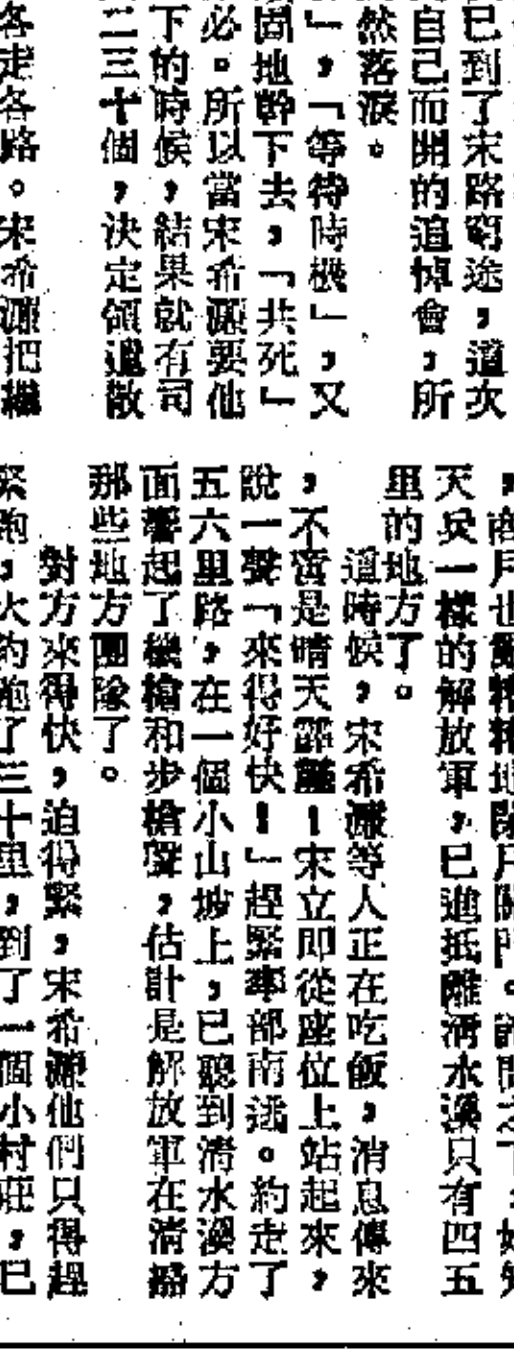 已到了末路窮途，這次
自己而開的追悼會，所
然落淚。
」，「等待時機」，又
固地幹下去，「共死」
必。所以當宋希濂要他
下的時候，結果就有司
二三十個，決定領遣散
各走各路。宋希濂把繼
，商戶也
天兵一樣的解放軍，已進抵離清水溪只有四五
里的地方了。
這時候，宋希濂等人正在吃飯，消息傳來
，不啻是晴天霹靂！宋立即從座位上站起來，
說一聲「來得好快！」趕緊率部南逃。約走了
五六里路，在一個小山坡上，已聽到清水溪方
面響起了機槍和步槍聲，估計是解放軍在清掃
那些地方團隊了。
對方來得快，迫得緊，宋希濂他們只得趕
緊跑，大約跑了三十里，到了一個小村莊，已